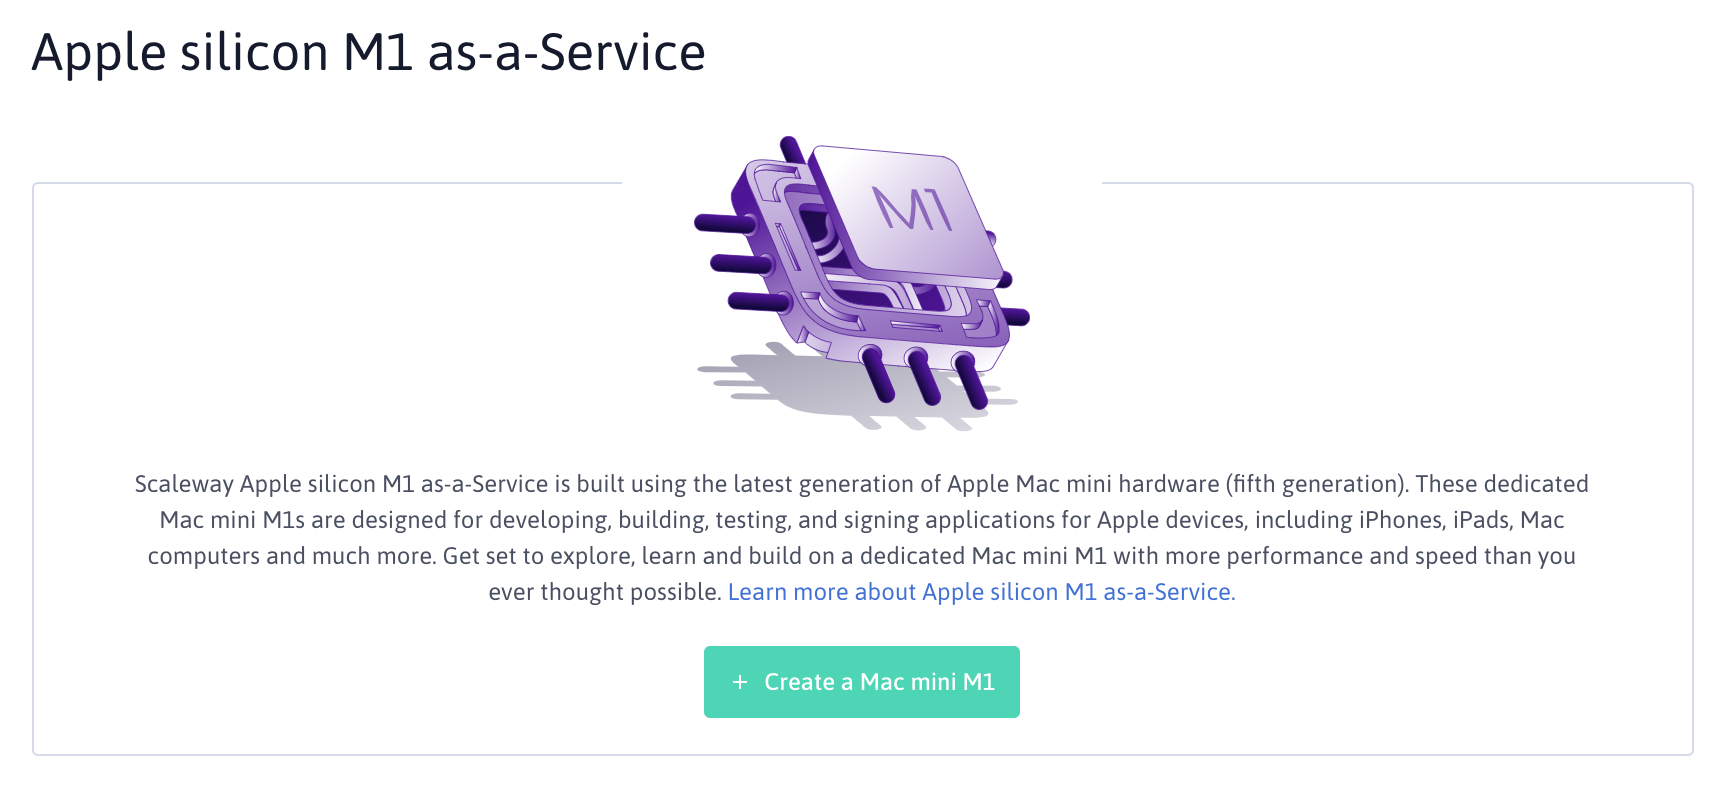 Apple silicon M1 as-a-Service
M1
Scaleway Apple silicon M1 as-a-Service is built using the latest generation of Apple Mac mini hardware (fifth generation). These dedicated
Mac mini M1s are designed for developing, building, testing, and signing applications for Apple devices, including iPhones, iPads, Mac
computers and much more. Get set to explore, learn and build on a dedicated Mac mini M1 with more performance and speed than you
ever thought possible. Learn more about Apple silicon M1 as-a-Service.
+ Create a Mac mini M1